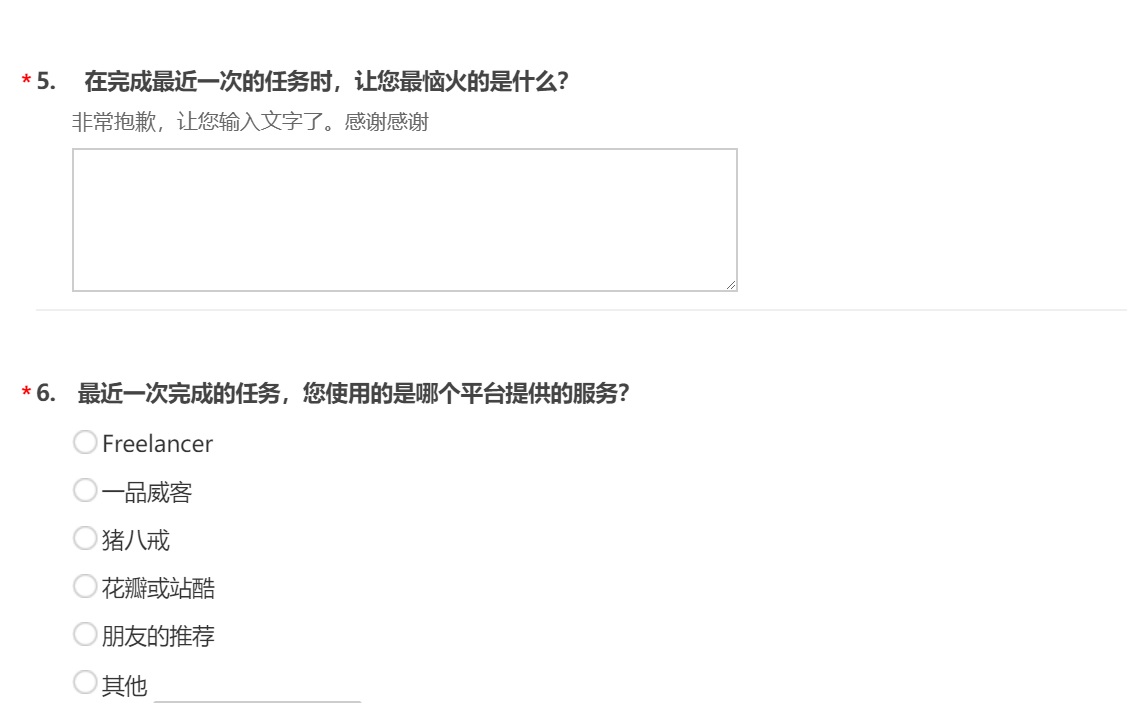 * 5. 在完成最近一次的任务时，让您最恼火的是什么？
非常抱歉，让您输入文字了。感谢感谢
* 6. 最近一次完成的任务，您使用的是哪个平台提供的服务？
Freelancer
一品威客
猪八戒
花瓣或站酷
朋友的推荐
其他